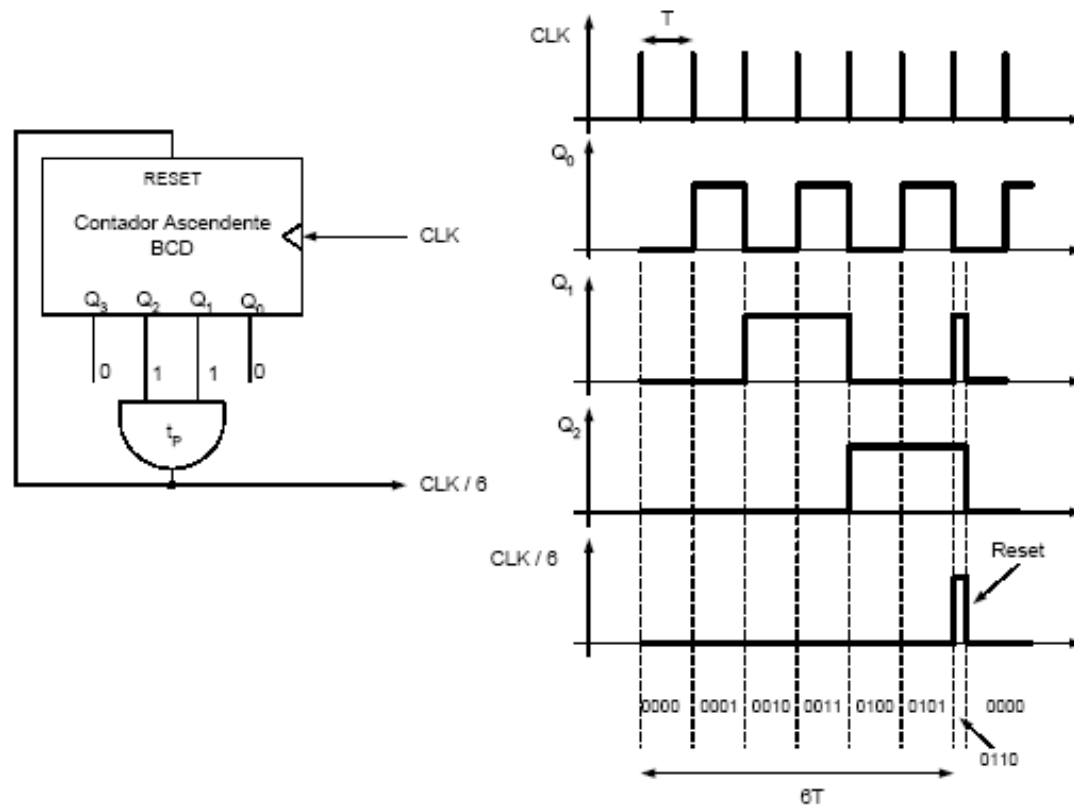 RESET
Contador Ascendente
BCD
CLK
Q3 Q2 Q1 Q0
0 1 1 0
tP
CLK / 6
CLK
T
Q0
Q1
Q2
CLK / 6
Reset
0000 0001 0010 0011 0100 0101 0000
0110
6T